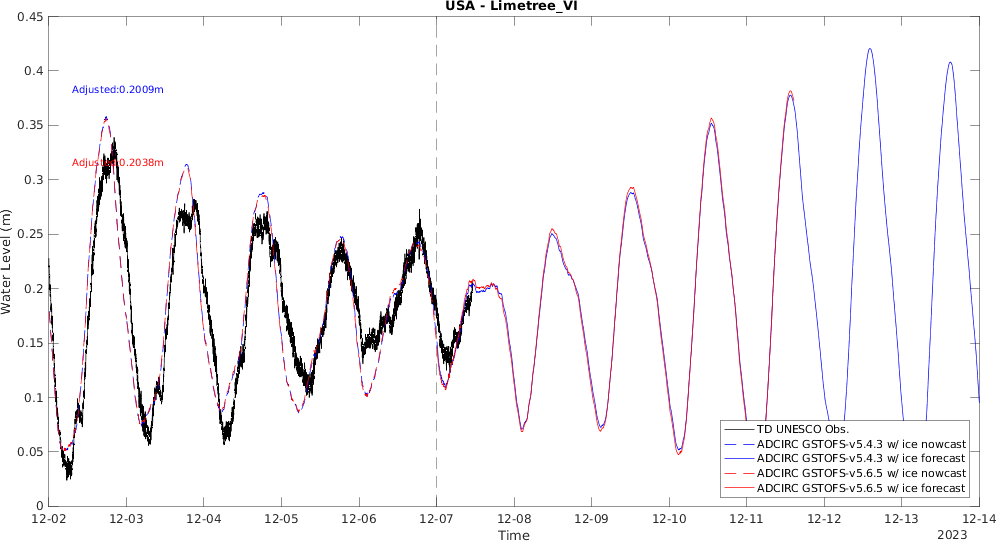 USA - Limetree_VI
0.45
0.4
0.35
0.3
0.25
0.2
0.15
0.1
0.05
0
Water Level (m)
Adjusted:0.2009m
Adjusted:0.2038m
TD UNESCO Obs.
ADCIRC GSTOFS-v5.4.3 w/ ice nowcast
ADCIRC GSTOFS-v5.4.3 w/ ice forecast
ADCIRC GSTOFS-v5.6.5 w/ ice nowcast
ADCIRC GSTOFS-v5.6.5 w/ ice forecast
12-02 12-03 12-04 12-05 12-06 12-07 12-08 12-09 12-10 12-11 12-12 12-13 12-14
Time
2023